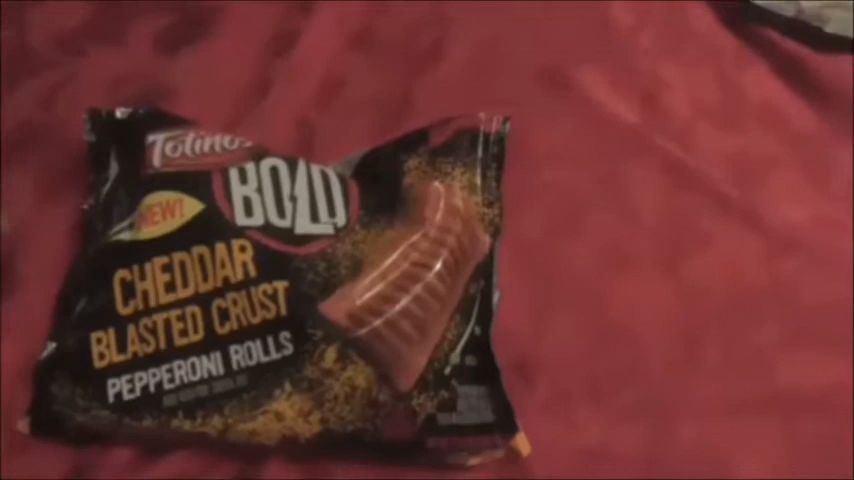 Totino's
BOLD
NEW!
CHEDDAR
BLASTED CRUST
PEPPERONI ROLLS